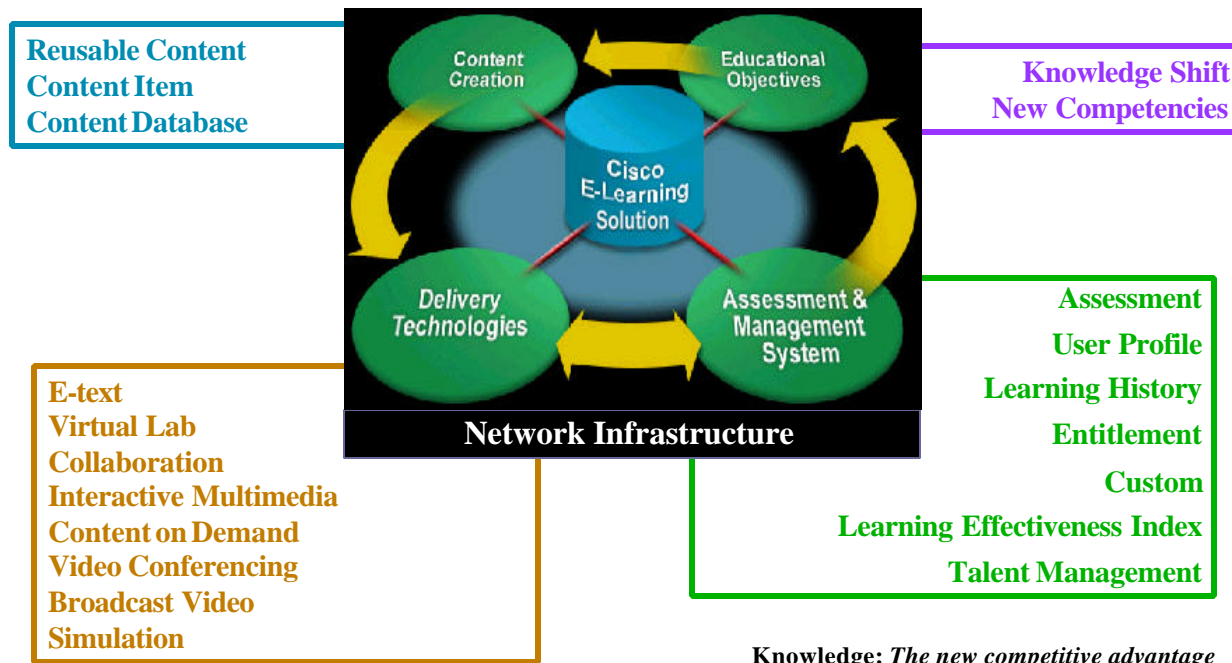 Reusable Content
Content Item
Content Database
Content
Creation
Educational
Objectives
Knowledge Shift
New Competencies
Cisco
E-Learning
Solution
Delivery
Technologies
Assessment &
Management
System
Network Infrastructure
E-text
Virtual Lab
Collaboration
Interactive Multimedia
Content on Demand
Video Conferencing
Broadcast Video
Simulation
Assessment
User Profile
Learning History
Entitlement
Custom
Learning Effectiveness Index
Talent Management
Knowledge: The new competitive advantage